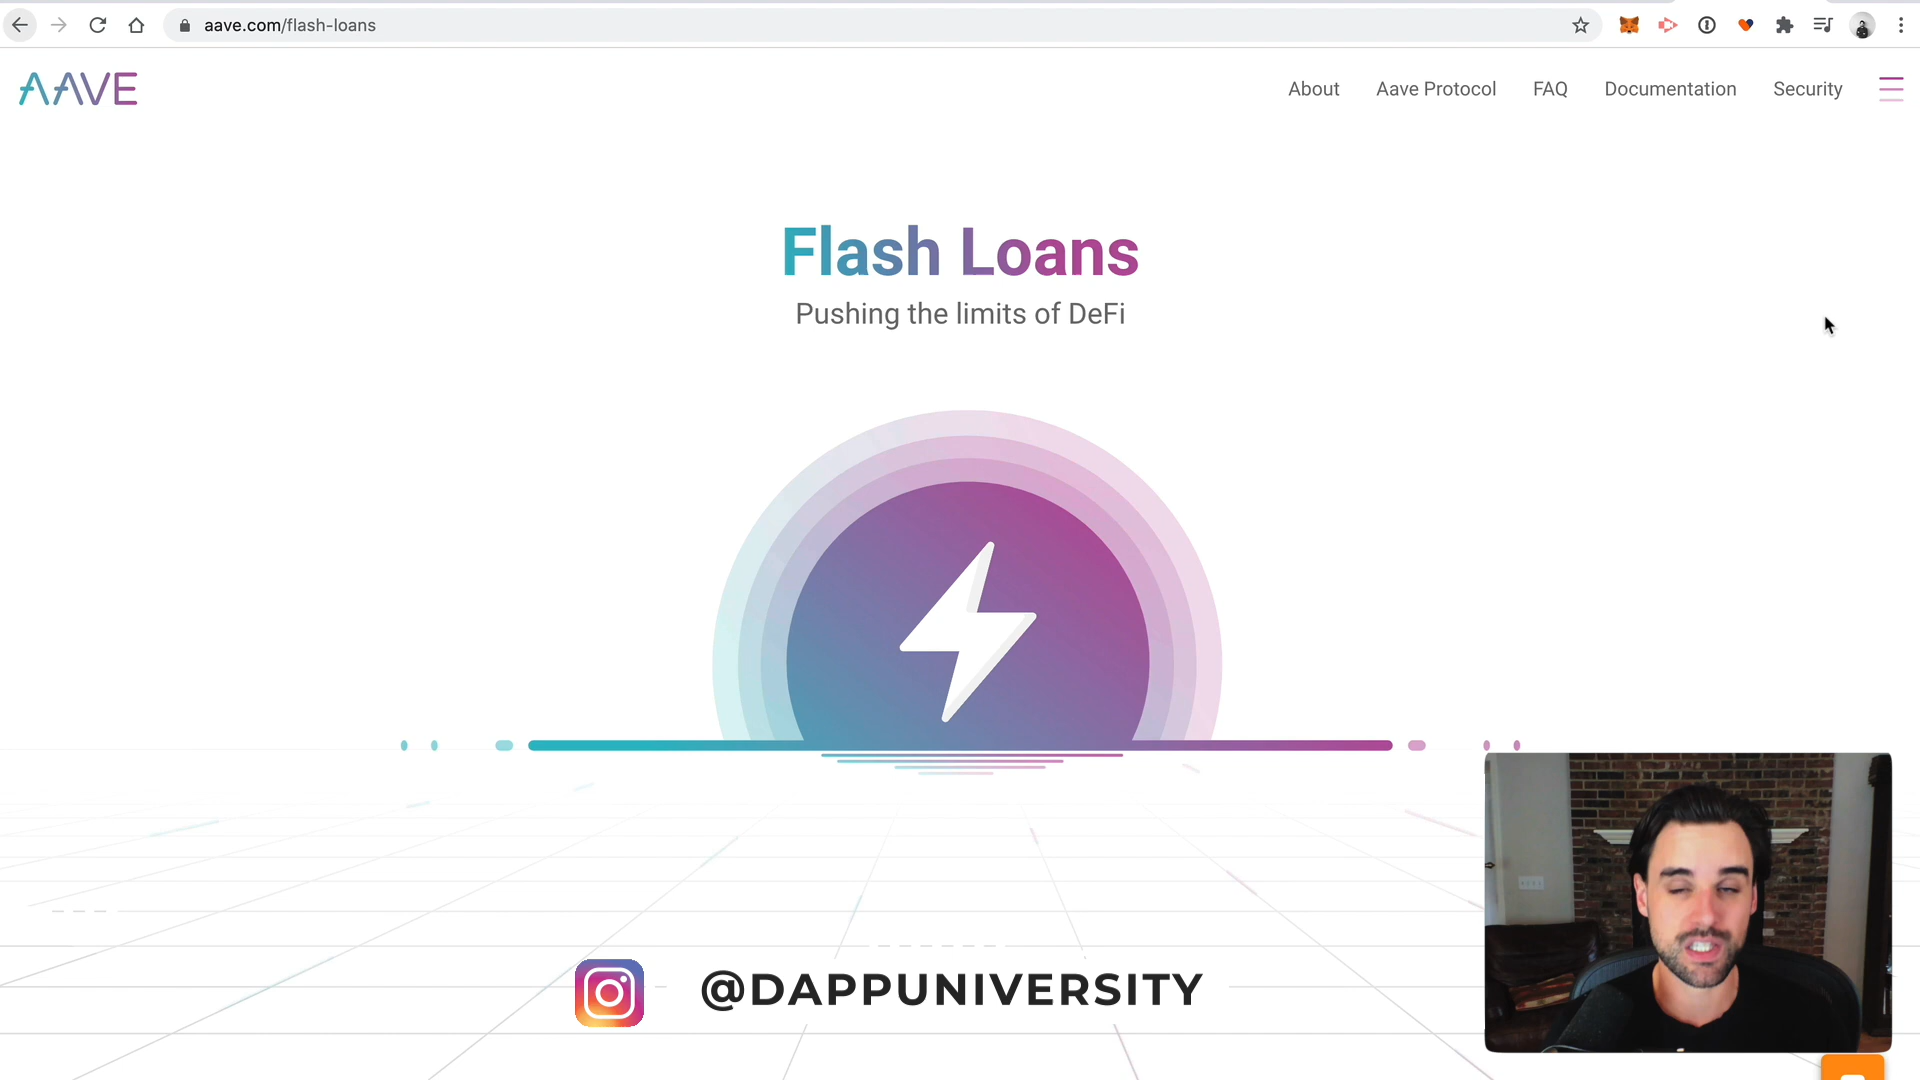 aave.com/flash-loans
AAVE
About
Aave Protocol
FAQ
Documentation
Security
Flash Loans
Pushing the limits of DeFi
@DAPPUNIVERSITY